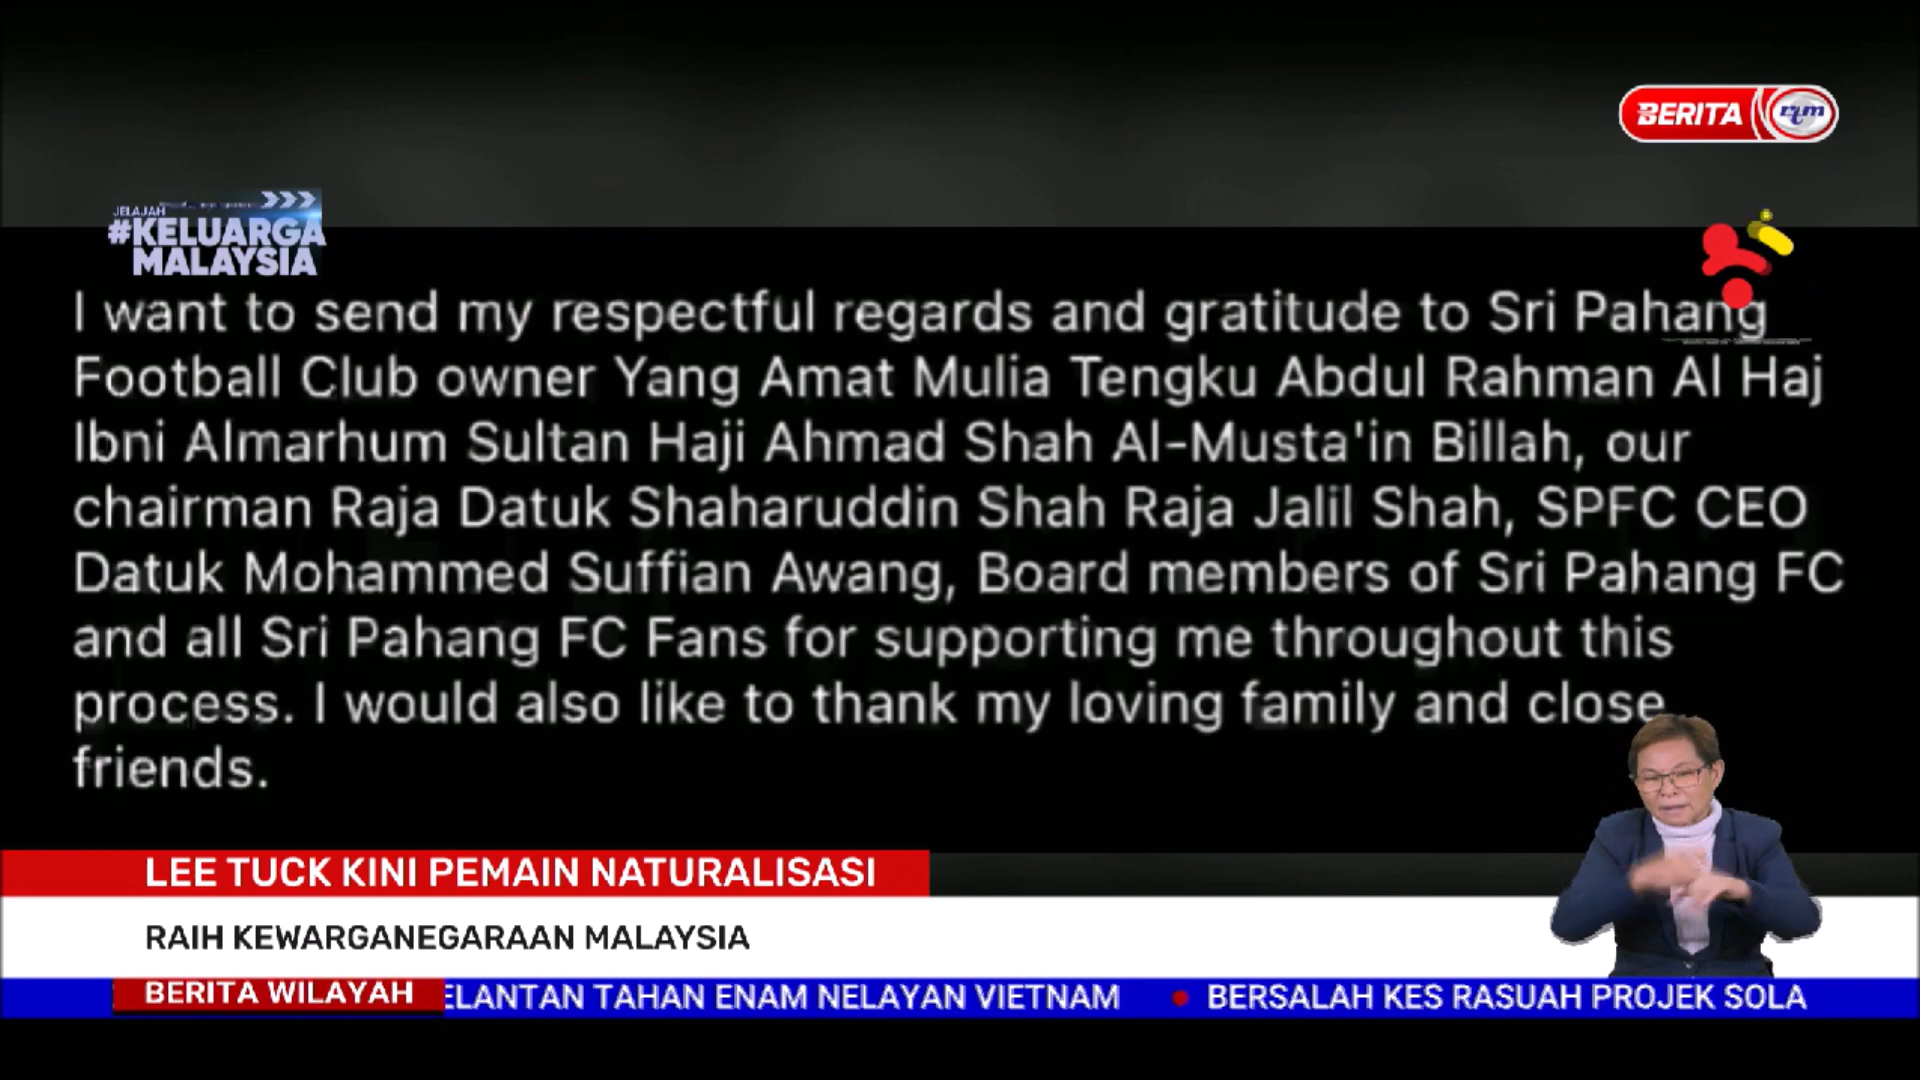 BERITA rtm
JELAJAH
#KELUARGA
MALAYSIA
I want to send my respectful regards and gratitude to Sri Pahang
Football Club owner Yang Amat Mulia Tengku Abdul Rahman Al Haj
Ibni Almarhum Sultan Haji Ahmad Shah Al-Musta'in Billah, our
chairman Raja Datuk Shaharuddin Shah Raja Jalil Shah, SPFC CEO
Datuk Mohammed Suffian Awang, Board members of Sri Pahang FC
and all Sri Pahang FC Fans for supporting me throughout this
process. I would also like to thank my loving family and close
friends.
LEE TUCK KINI PEMAIN NATURALISASI
RAIH KEWARGANEGARAAN MALAYSIA
BERITA WILAYAH ELANTAN TAHAN ENAM NELAYAN VIETNAM • BERSALAH KES RASUAH PROJEK SOLA